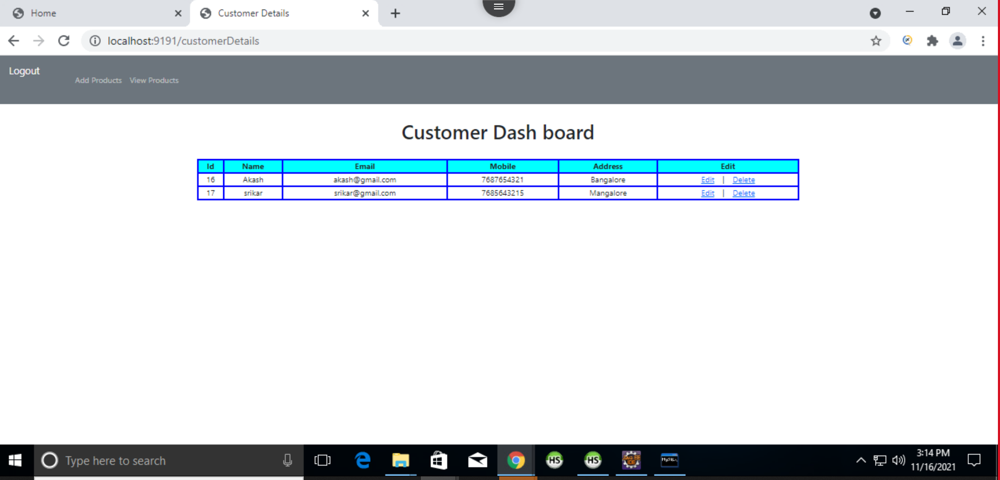 Home
Customer Details
localhost:9191/customerDetails
Logout
Add Products View Products
Customer Dash board
Id Name Email Mobile Address Edit
16 Akash akash@gmail.com 7687654321 Bangalore Edit | Delete
17 srikar srikar@gmail.com 7685643215 Mangalore Edit | Delete
Type here to search
HS
HS
3:14 PM
11/16/2021